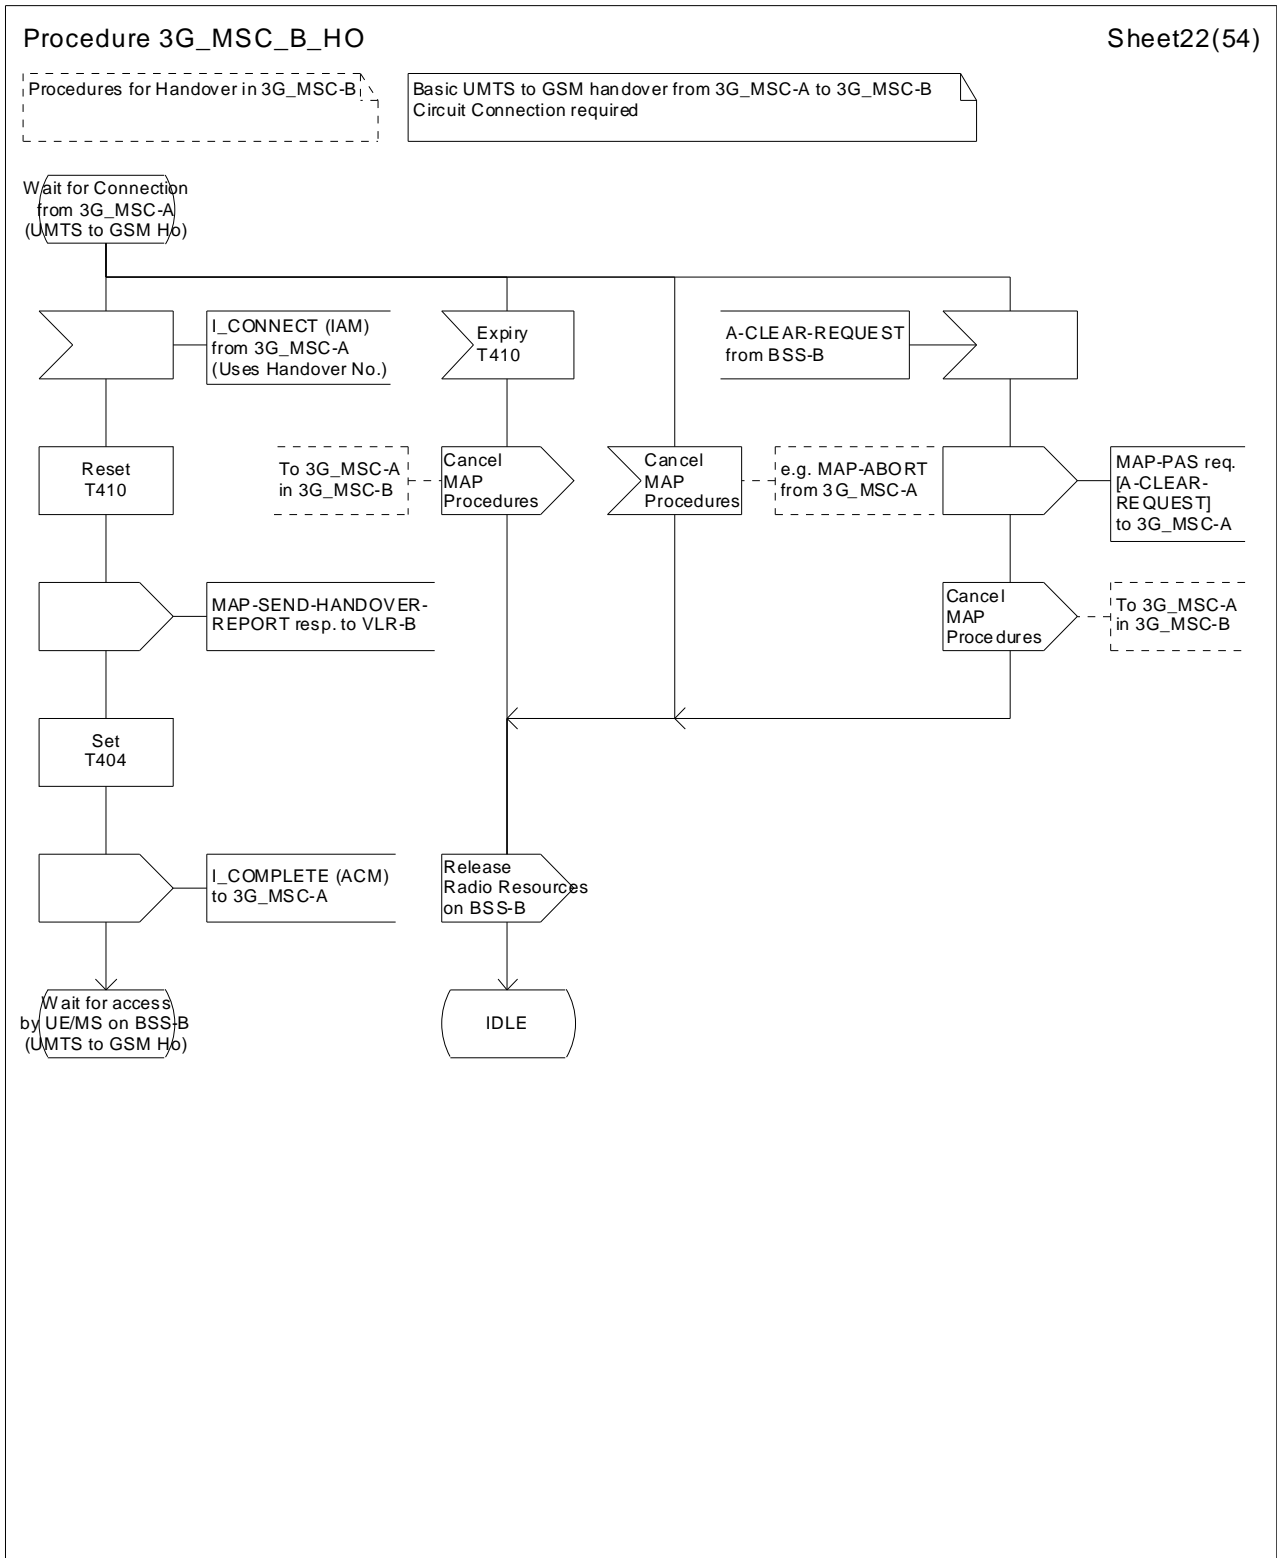 Procedure 3G_MSC_B_HO
Sheet22(54)
Procedures for Handover in 3G_MSC-B
Basic UMTS to GSM handover from 3G_MSC-A to 3G_MSC-B
Circuit Connection required
Wait for Connection
from 3G_MSC-A
(UMTS to GSM Ho)
I_CONNECT (IAM)
from 3G_MSC-A
(Uses Handover No.)
Expiry
T410
A-CLEAR-REQUEST
from BSS-B
Reset
T410
To 3G_MSC-A
in 3G_MSC-B
Cancel
MAP
Procedures
Cancel
MAP
Procedures
e.g. MAP-ABORT
from 3G_MSC-A
MAP-PAS req.
[A-CLEAR-
REQUEST]
to 3G_MSC-A
MAP-SEND-HANDOVER-
REPORT resp. to VLR-B
Cancel
MAP
Procedures
To 3G_MSC-A
in 3G_MSC-B
Set
T404
I_COMPLETE (ACM)
to 3G_MSC-A
Release
Radio Resources
on BSS-B
Wait for access
by UE/MS on BSS-B
(UMTS to GSM Ho)
IDLE